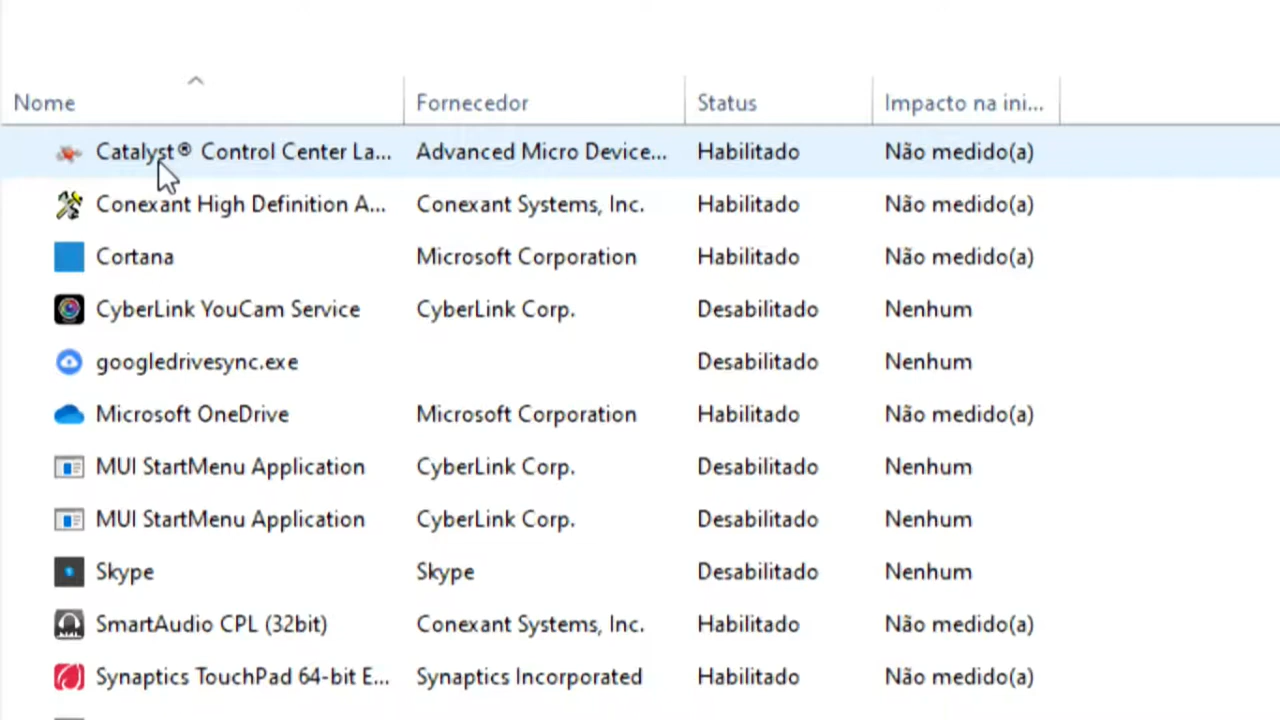 Nome Fornecedor Status Impacto na ini...
Catalyst® Control Center La... Advanced Micro Device... Habilitado Não medido(a)
Conexant High Definition A... Conexant Systems, Inc. Habilitado Não medido(a)
Cortana Microsoft Corporation Habilitado Não medido(a)
CyberLink YouCam Service CyberLink Corp. Desabilitado Nenhum
googledrivesync.exe Desabilitado Nenhum
Microsoft OneDrive Microsoft Corporation Habilitado Não medido(a)
MUI StartMenu Application CyberLink Corp. Desabilitado Nenhum
MUI StartMenu Application CyberLink Corp. Desabilitado Nenhum
Skype Skype Desabilitado Nenhum
SmartAudio CPL (32bit) Conexant Systems, Inc. Habilitado Não medido(a)
Synaptics TouchPad 64-bit E... Synaptics Incorporated Habilitado Não medido(a)